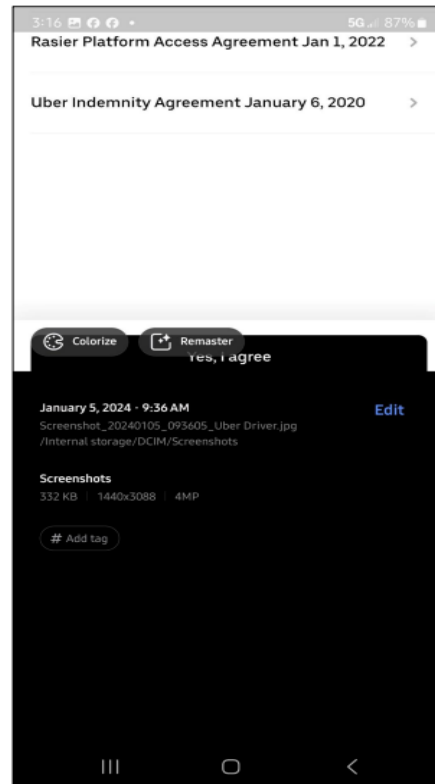 3:16
5G 87%
Rasier Platform Access Agreement Jan 1, 2022 >
Uber Indemnity Agreement January 6, 2020 >
Colorize Remaster
Yes, I agree
January 5, 2024 · 9:36 AM Edit
Screenshot_20240105_093605_Uber Driver.jpg
/Internal storage/DCIM/Screenshots
Screenshots
332 KB 1440x3088 4MP
# Add tag